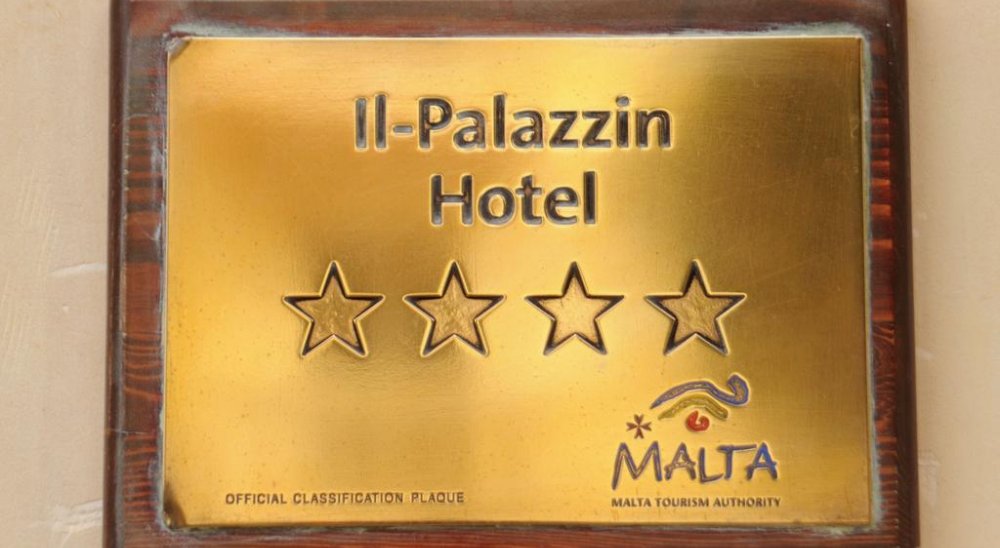 Il-Palazzin
Hotel
OFFICIAL CLASSIFICATION PLAQUE
MALTA
MALTA TOURISM AUTHORITY